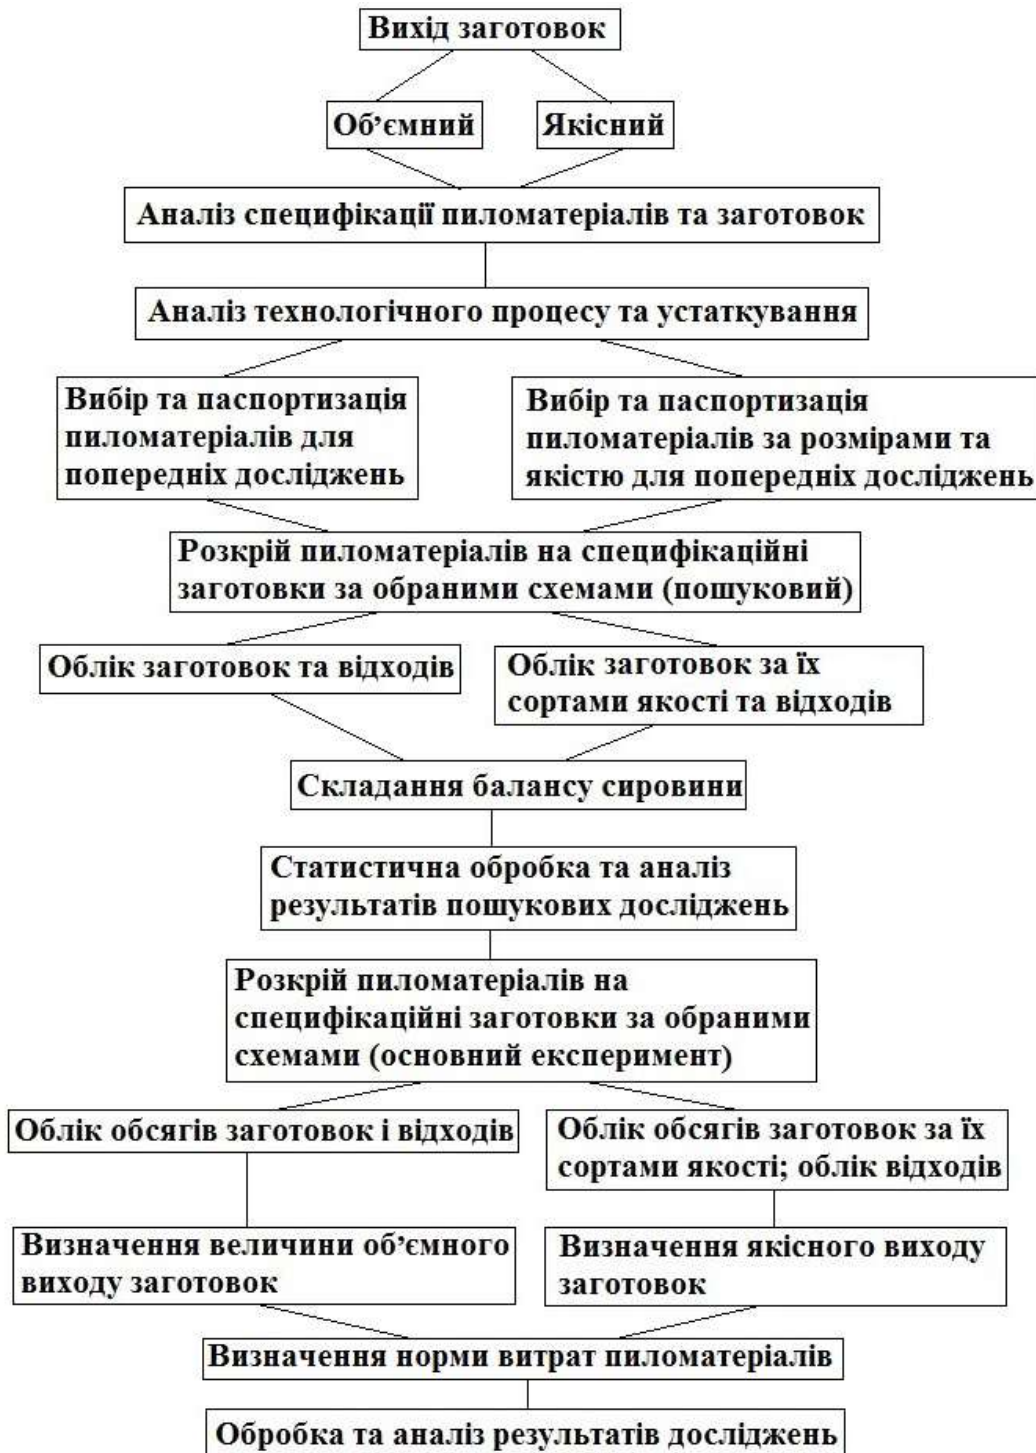 Вихід заготовок
Об’ємний
Якісний
Аналіз специфікації пиломатеріалів та заготовок
Аналіз технологічного процесу та устаткування
Вибір та паспортизація
пиломатеріалів для
попередніх досліджень
Вибір та паспортизація
пиломатеріалів за розмірами та
якістю для попередніх досліджень
Розкрій пиломатеріалів на специфікаційні
заготовки за обраними схемами (пошуковий)
Облік заготовок та відходів
Облік заготовок за їх
сортами якості та відходів
Складання балансу сировини
Статистична обробка та аналіз
результатів пошукових досліджень
Розкрій пиломатеріалів на
специфікаційні заготовки за обраними
схемами (основний експеримент)
Облік обсягів заготовок і відходів
Облік обсягів заготовок за їх
сортами якості; облік відходів
Визначення величини об’ємного
виходу заготовок
Визначення якісного виходу
заготовок
Визначення норми витрат пиломатеріалів
Обробка та аналіз результатів досліджень